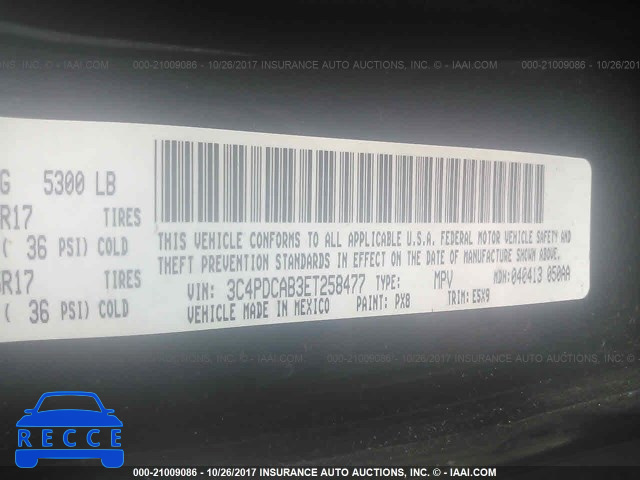 000-21009086 - 10/26/2017 INSURANCE AUTO AUCTIONS, INC. © - IAAI.COM
G 5300 LB
R17 TIRES
( 36 PSI) COLD
R17 TIRES
( 36 PSI) COLD
THIS VEHICLE CONFORMS TO ALL APPLICABLE U.S.A. FEDERAL MOTOR VEHICLE SAFETY AND
THEFT PREVENTION STANDARDS IN EFFECT ON THE DATE OF MANUFACTURE SHOWN ABOVE.
VIN: 3C4PDCAB3ET258477 TYPE: MPV MDH: 040413 050AA
VEHICLE MADE IN MEXICO PAINT: PX8 TRIM: E5X9
RECCE
000-21009086 - 10/26/2017 INSURANCE AUTO AUCTIONS, INC. © - IAAI.COM